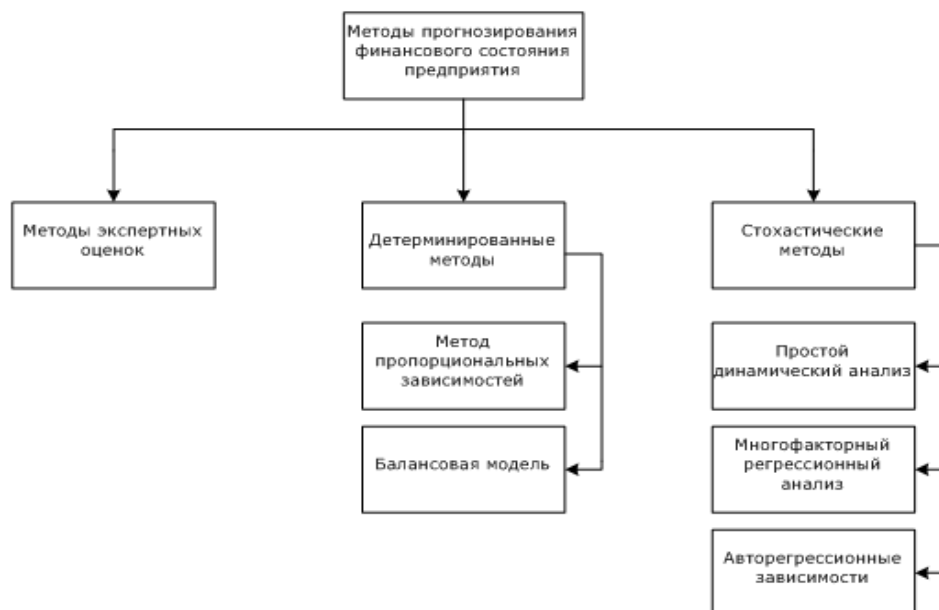 Методы прогнозирования
финансового состояния
предприятия
Методы экспертных
оценок
Детерминированные
методы
Метод
пропорциональных
зависимостей
Балансовая модель
Стохастические
методы
Простой
динамический анализ
Многофакторный
регрессионный
анализ
Авторегрессионные
зависимости